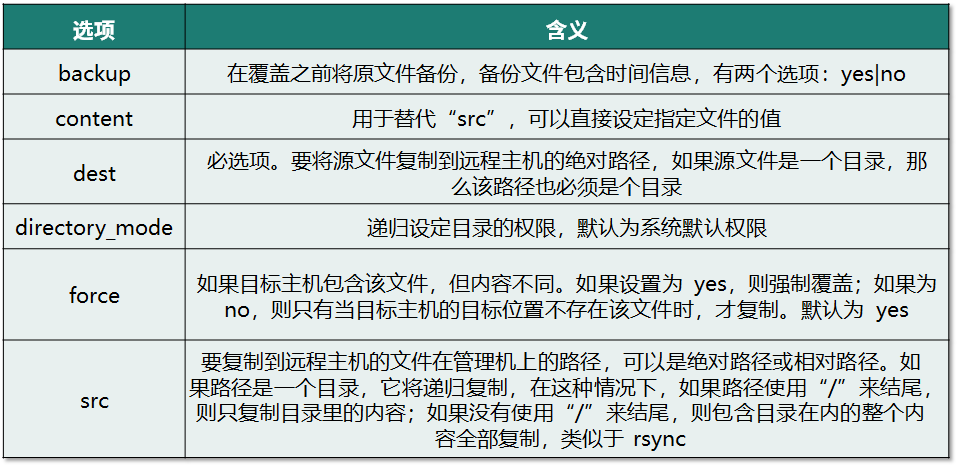 选项 含义
backup 在覆盖之前将原文件备份，备份文件包含时间信息，有两个选项：yes|no
content 用于替代“src”，可以直接设定指定文件的值
dest 必选项。要将源文件复制到远程主机的绝对路径，如果源文件是一个目录，那
么该路径也必须是个目录
directory_mode 递归设定目录的权限，默认为系统默认权限
force 如果目标主机包含该文件，但内容不同。如果设置为 yes，则强制覆盖；如果为
no，则只有当目标主机的目标位置不存在该文件时，才复制。默认为 yes
src 要复制到远程主机的文件在管理机上的路径，可以是绝对路径或相对路径。如
果路径是一个目录，它将递归复制，在这种情况下，如果路径使用“/”来结尾，
则只复制目录里的内容；如果没有使用“/”来结尾，则包含目录在内的整个内
容全部复制，类似于 rsync